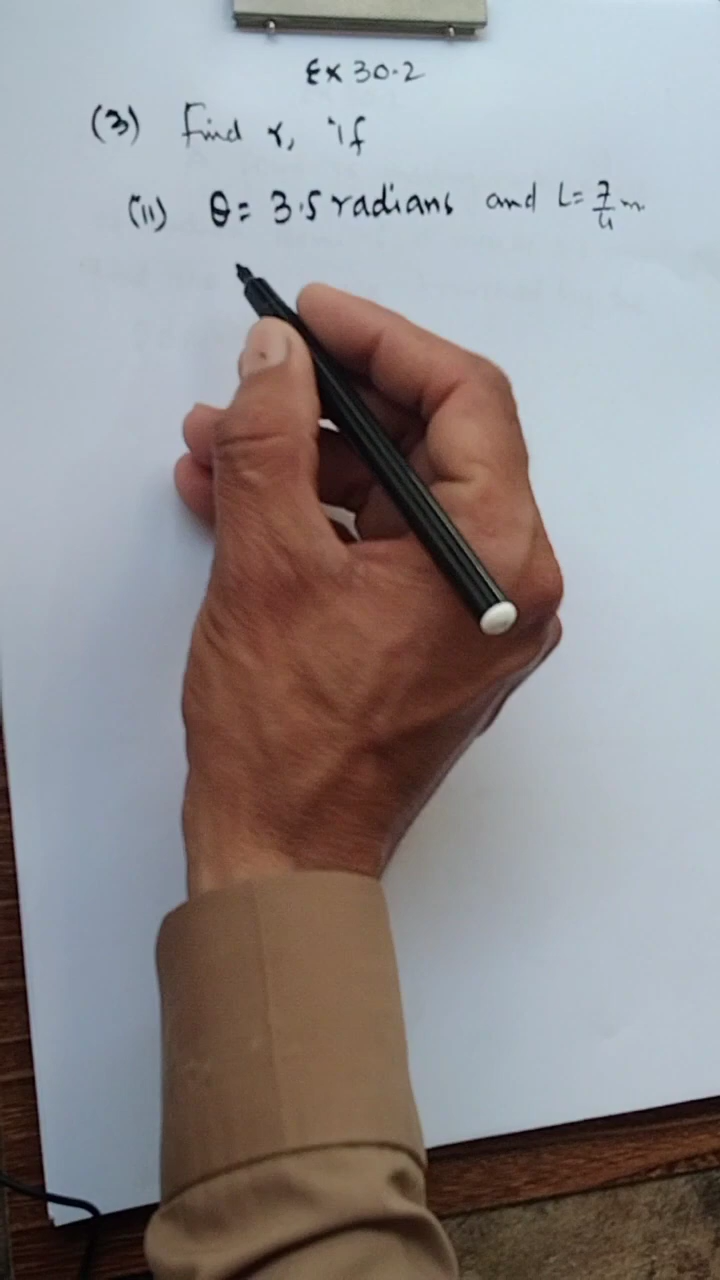 Ex 30.2
(3) Find r, if
(ii) θ = 3.5 radians and L = 7/4 m.